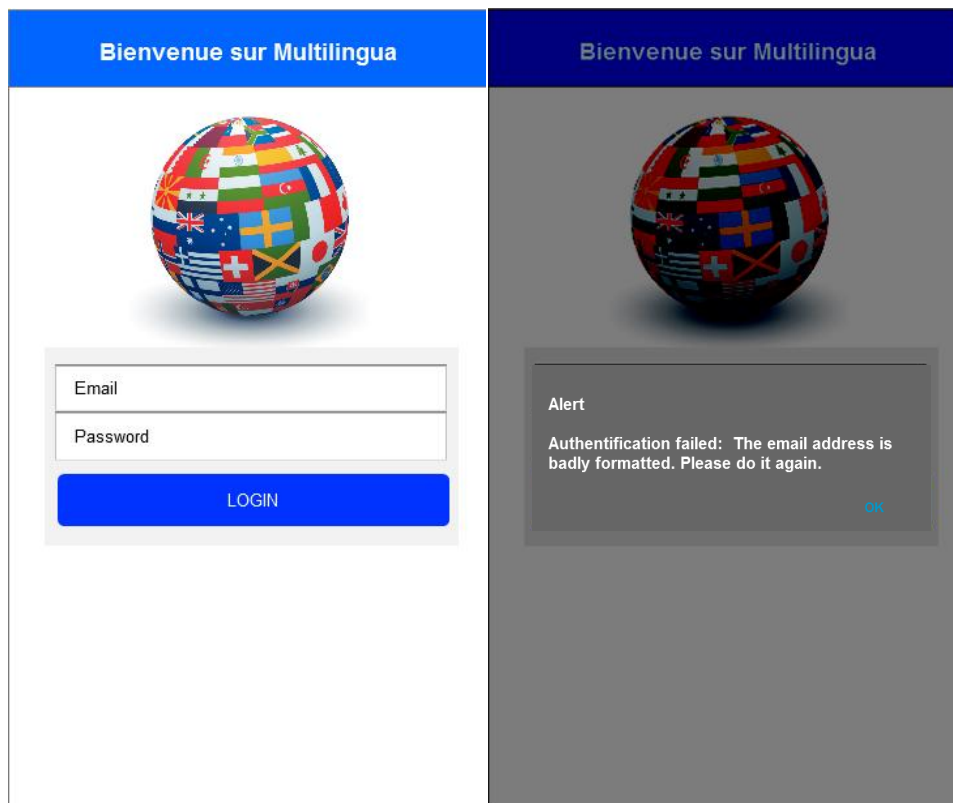 Bienvenue sur Multilingua
Email
Password
LOGIN
Bienvenue sur Multilingua
Alert
Authentification failed:  The email address is
badly formatted. Please do it again.
OK